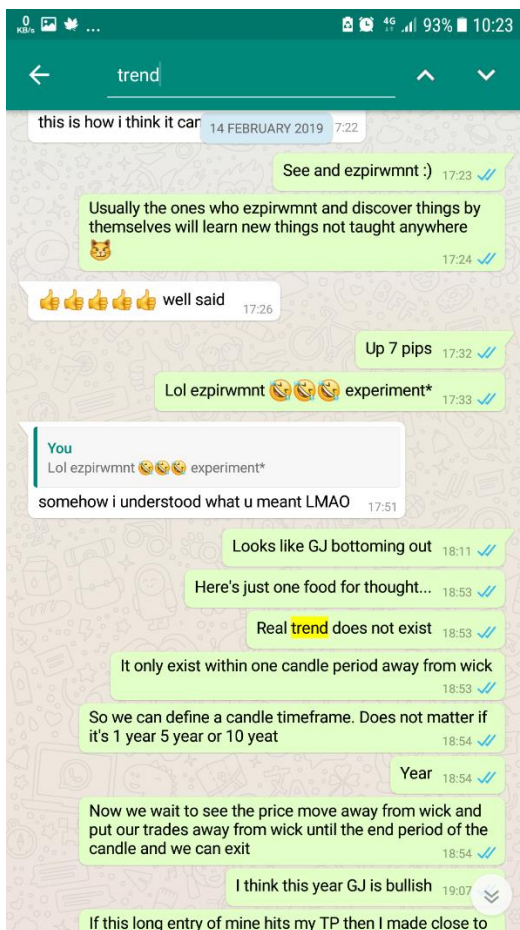 0
KB/s
...
4G
93%
10:23
trend
this is how i think it can
14 FEBRUARY 2019
7:22
See and ezpirwmnt :) 17:23
Usually the ones who ezpirwmnt and discover things by
themselves will learn new things not taught anywhere
😼
17:24
👍👍👍👍👍 well said 17:26
Up 7 pips 17:32
Lol ezpirwmnt 🤣🤣🤣 experiment* 17:33
You
Lol ezpirwmnt 🤣🤣🤣 experiment*
somehow i understood what u meant LMAO 17:51
Looks like GJ bottoming out 18:11
Here's just one food for thought... 18:53
Real trend does not exist 18:53
It only exist within one candle period away from wick
18:53
So we can define a candle timeframe. Does not matter if
it's 1 year 5 year or 10 yeat
18:54
Year 18:54
Now we wait to see the price move away from wick and
put our trades away from wick until the end period of the
candle and we can exit
18:54
I think this year GJ is bullish 19:07
If this long entry of mine hits my TP then I made close to